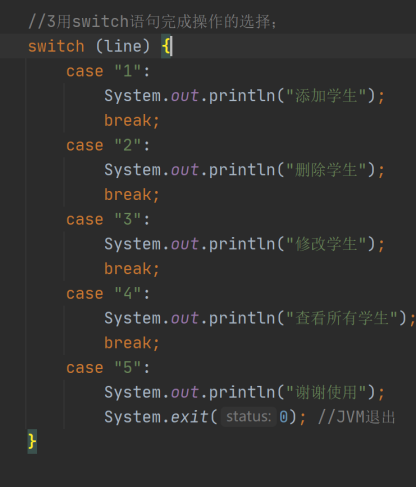 //3用switch语句完成操作的选择;
switch (line) {
case "1":
System.out.println("添加学生");
break;
case "2":
System.out.println("删除学生");
break;
case "3":
System.out.println("修改学生");
break;
case "4":
System.out.println("查看所有学生");
break;
case "5":
System.out.println("谢谢使用");
System.exit( status: 0); //JVM退出
}